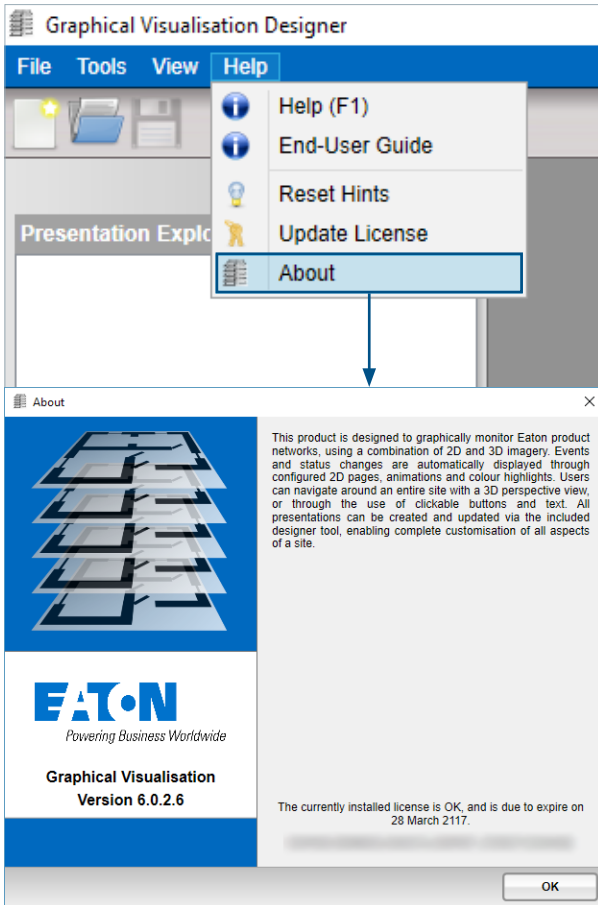 Graphical Visualisation Designer
File Tools View Help
Help (F1)
End-User Guide
Reset Hints
Update License
About
Presentation Explo
About
This product is designed to graphically monitor Eaton product
networks, using a combination of 2D and 3D imagery. Events
and status changes are automatically displayed through
configured 2D pages, animations and colour highlights. Users
can navigate around an entire site with a 3D perspective view,
or through the use of clickable buttons and text. All
presentations can be created and updated via the included
designer tool, enabling complete customisation of all aspects
of a site.
EATON
Powering Business Worldwide
Graphical Visualisation
Version 6.0.2.6
The currently installed license is OK, and is due to expire on
28 March 2117.
OK